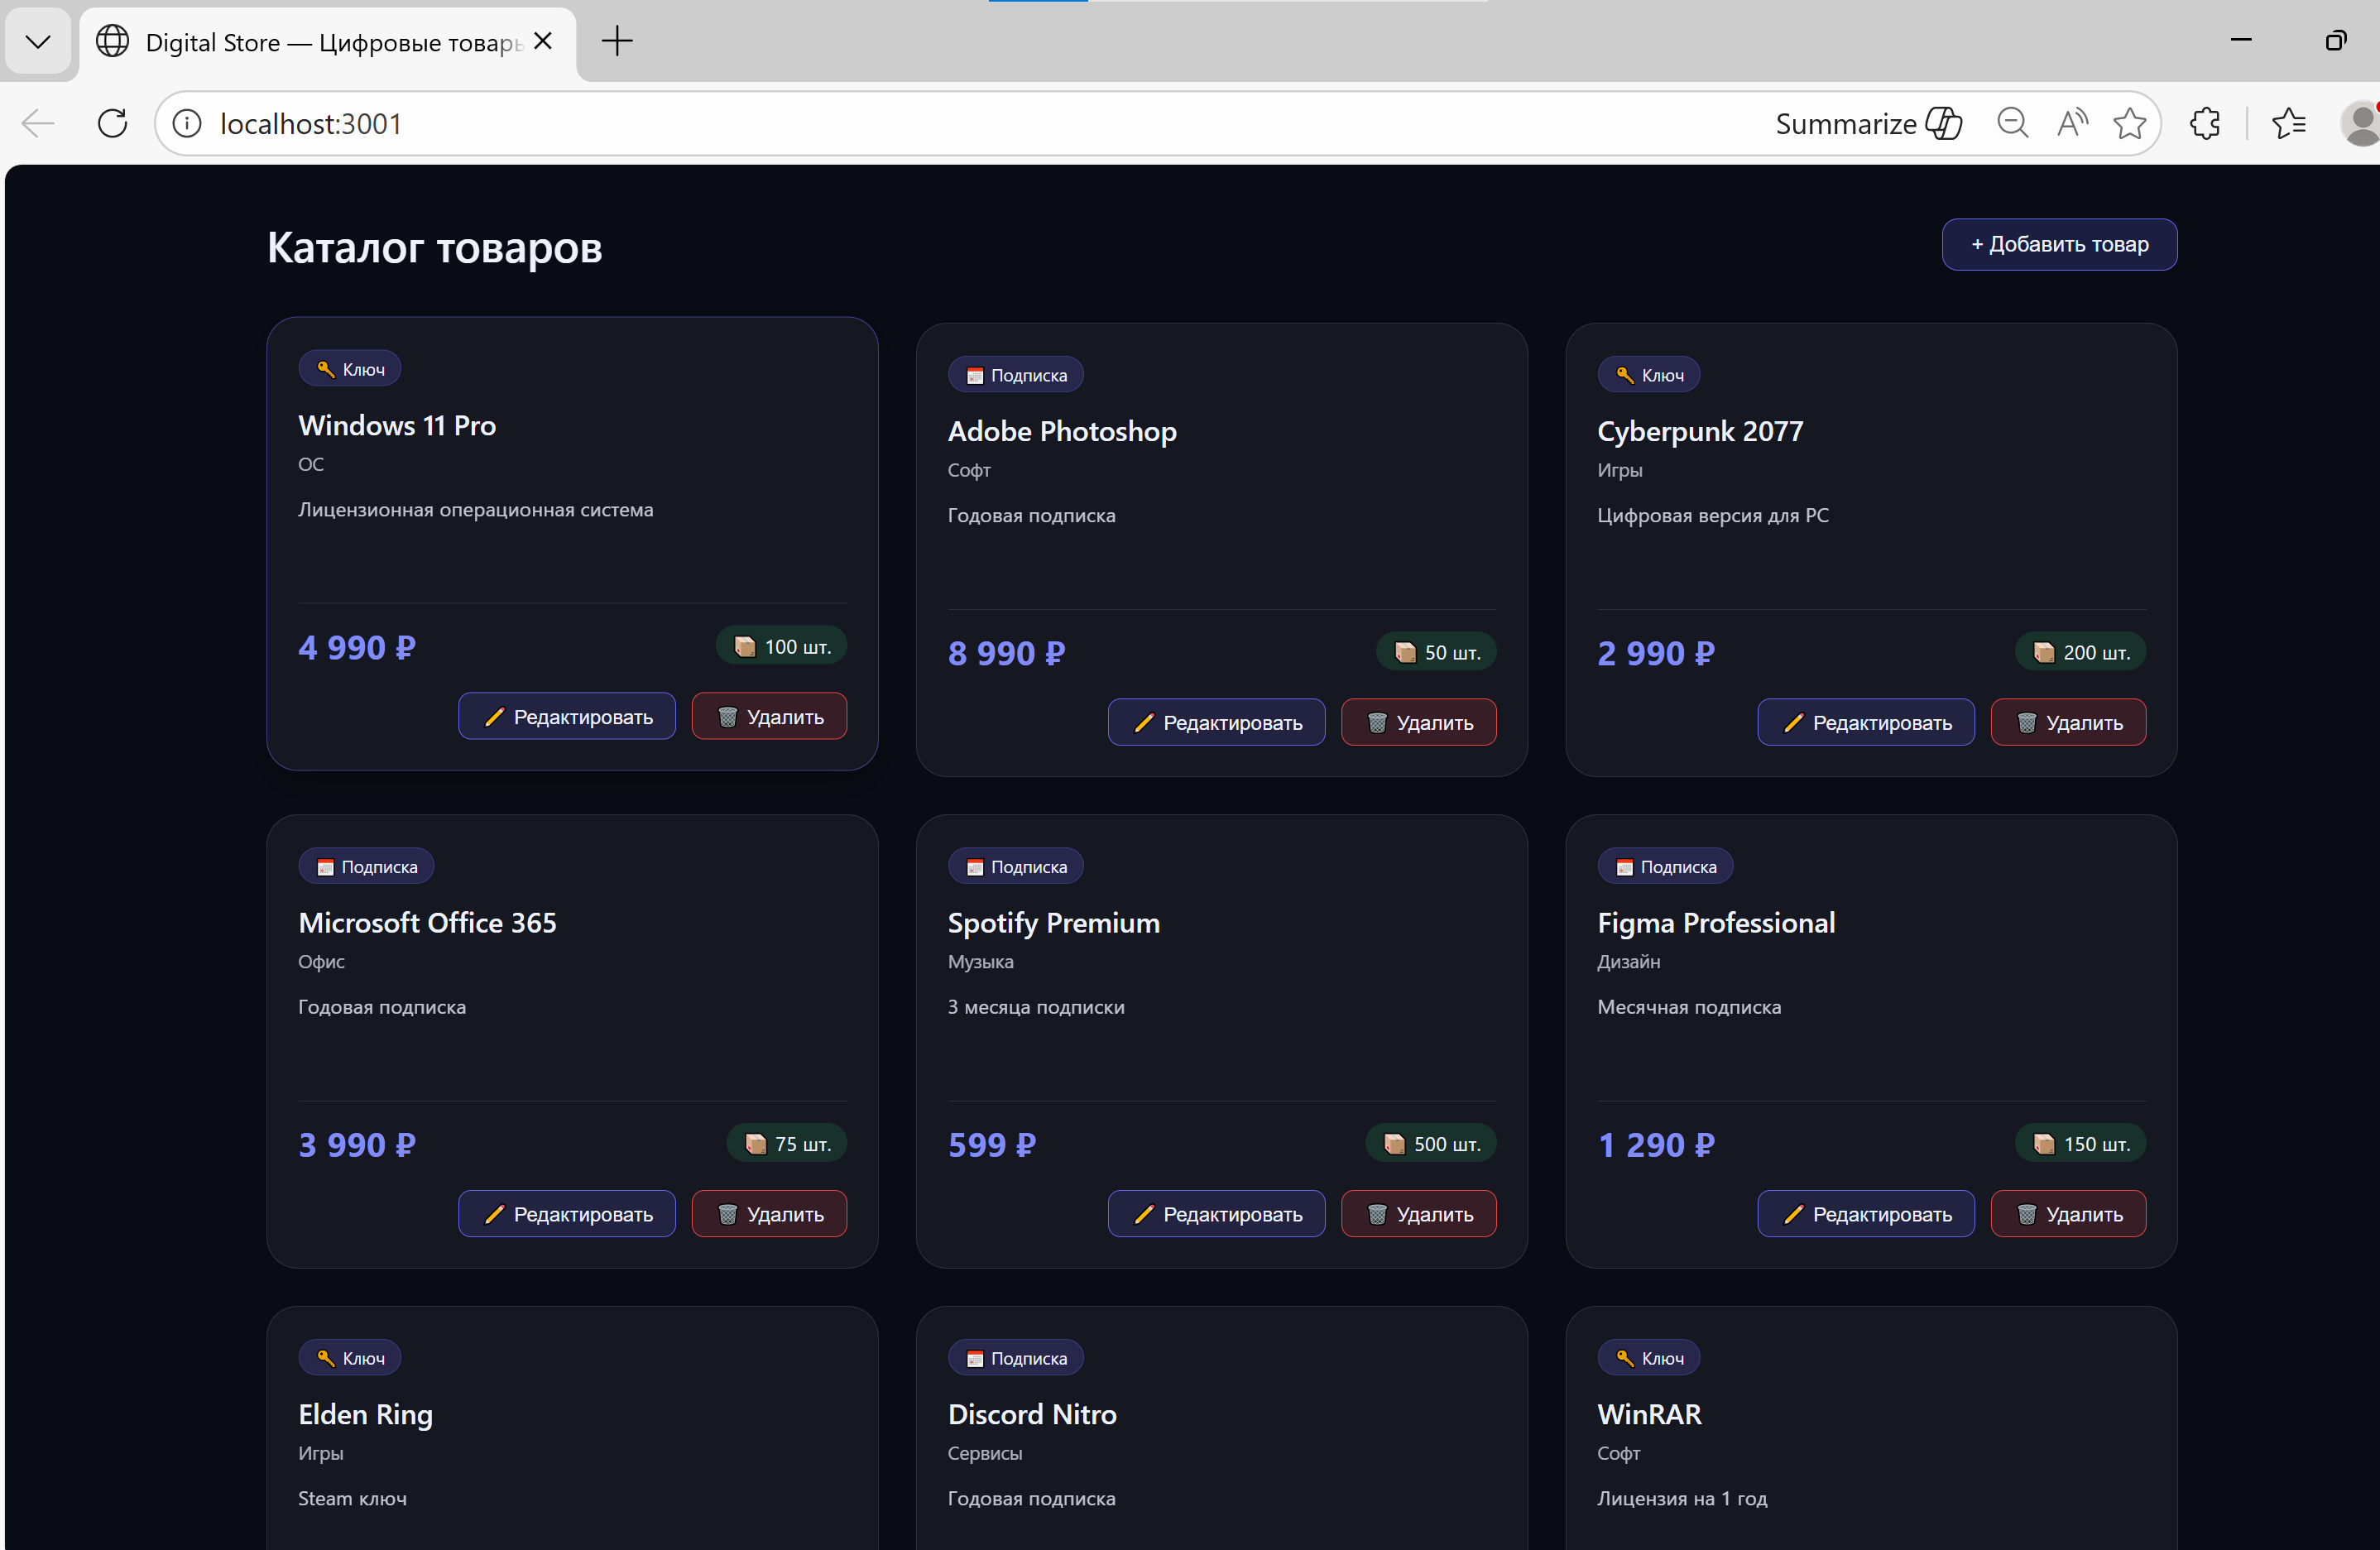 Digital Store — Цифровые товары
localhost:3001
Summarize
Каталог товаров
+ Добавить товар
Ключ
Windows 11 Pro
ОС
Лицензионная операционная система
4 990 ₽
100 шт.
Редактировать
Удалить
Подписка
Adobe Photoshop
Софт
Годовая подписка
8 990 ₽
50 шт.
Редактировать
Удалить
Ключ
Cyberpunk 2077
Игры
Цифровая версия для PC
2 990 ₽
200 шт.
Редактировать
Удалить
Подписка
Microsoft Office 365
Офис
Годовая подписка
3 990 ₽
75 шт.
Редактировать
Удалить
Подписка
Spotify Premium
Музыка
3 месяца подписки
599 ₽
500 шт.
Редактировать
Удалить
Подписка
Figma Professional
Дизайн
Месячная подписка
1 290 ₽
150 шт.
Редактировать
Удалить
Ключ
Elden Ring
Игры
Steam ключ
Подписка
Discord Nitro
Сервисы
Годовая подписка
Ключ
WinRAR
Софт
Лицензия на 1 год